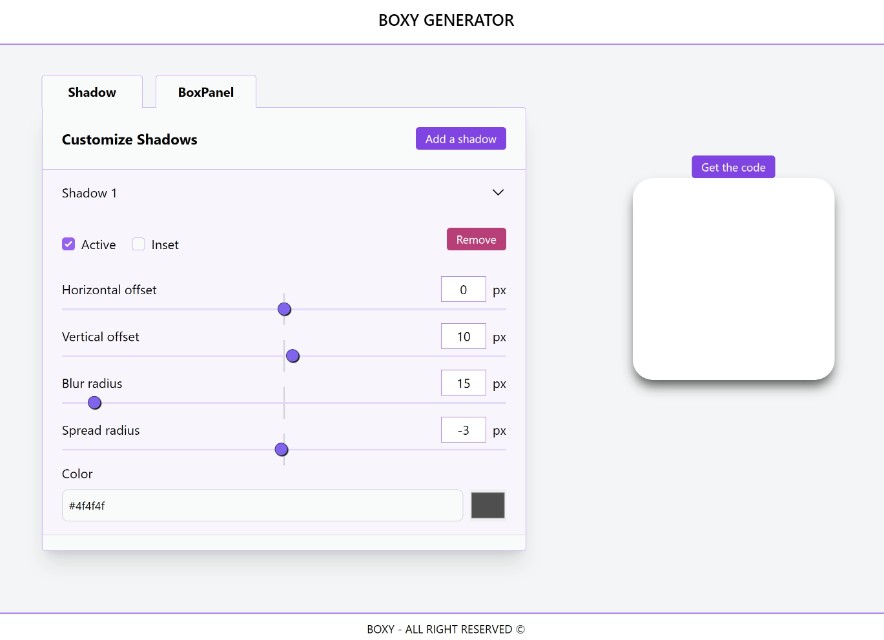 BOXY GENERATOR
Shadow
BoxPanel
Customize Shadows
Add a shadow
Get the code
Shadow 1
Active
Inset
Remove
Horizontal offset
0 px
Vertical offset
10 px
Blur radius
15 px
Spread radius
-3 px
Color
#4f4f4f
BOXY - ALL RIGHT RESERVED ©